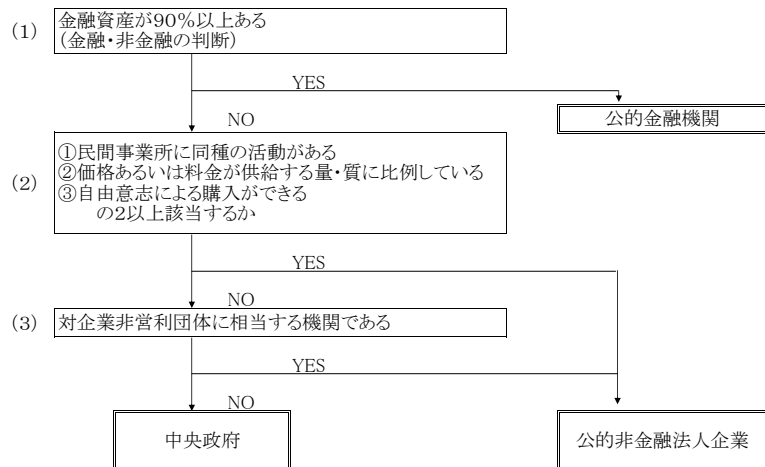 (1)
金融資産が90％以上ある
(金融・非金融の判断)
YES
公的金融機関
NO
(2)
①民間事業所に同種の活動がある
②価格あるいは料金が供給する量・質に比例している
③自由意志による購入ができる
の2以上該当するか
YES
NO
(3)
対企業非営利団体に相当する機関である
YES
NO
中央政府
公的非金融法人企業